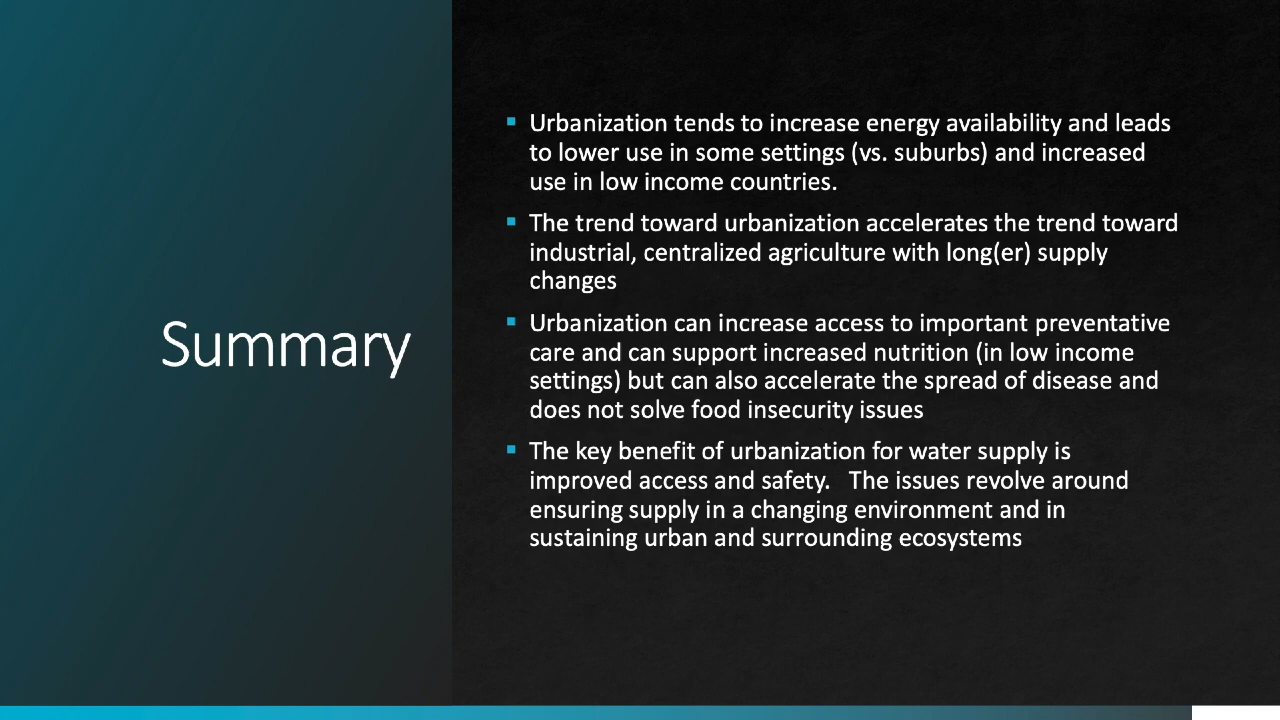 Summary
▪ Urbanization tends to increase energy availability and leads
to lower use in some settings (vs. suburbs) and increased
use in low income countries.
▪ The trend toward urbanization accelerates the trend toward
industrial, centralized agriculture with long(er) supply
changes
▪ Urbanization can increase access to important preventative
care and can support increased nutrition (in low income
settings) but can also accelerate the spread of disease and
does not solve food insecurity issues
▪ The key benefit of urbanization for water supply is
improved access and safety.   The issues revolve around
ensuring supply in a changing environment and in
sustaining urban and surrounding ecosystems